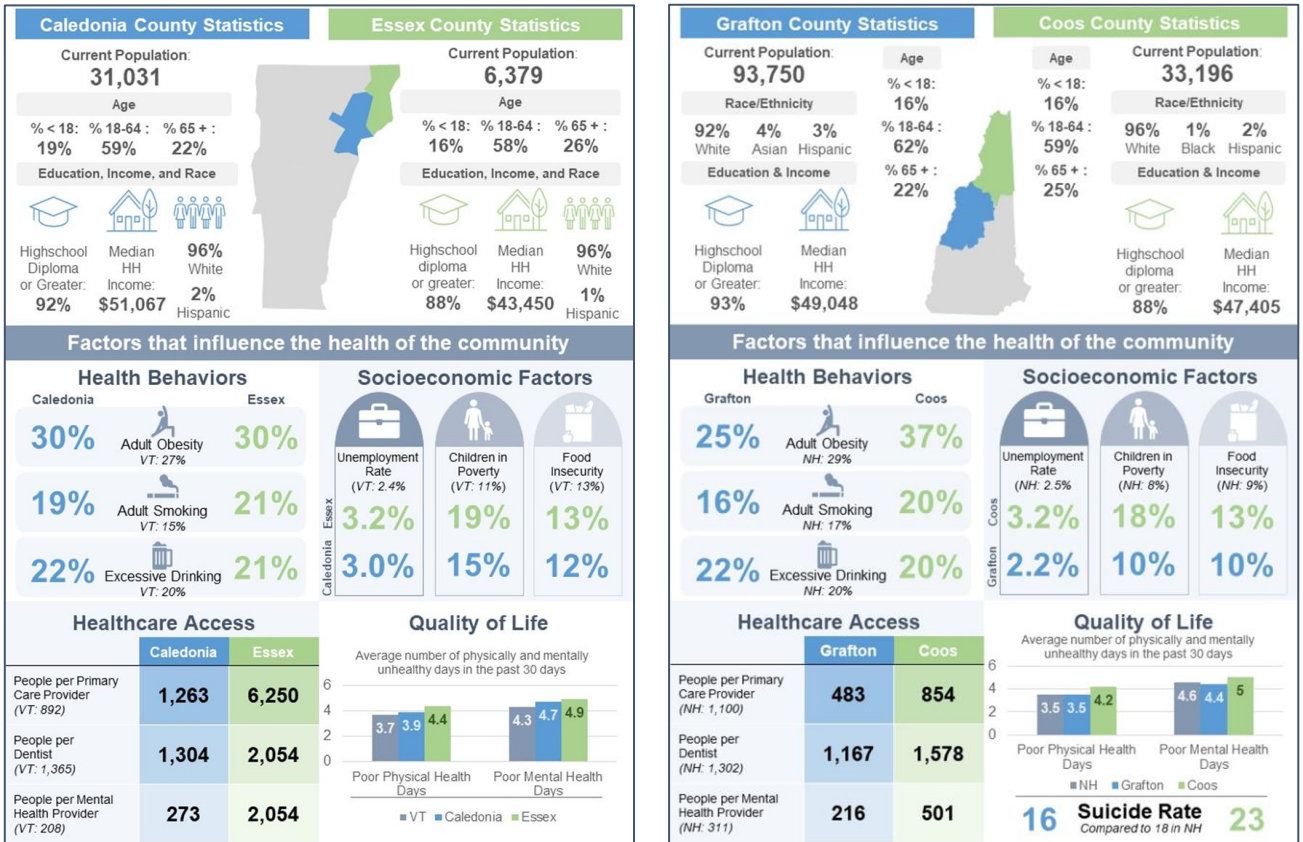 Caledonia County Statistics
Essex County Statistics
Current Population:
31,031
Age
% < 18: % 18-64 : % 65 + :
19% 59% 22%
Education, Income, and Race
Highschool
Diploma
or Greater:
92%
Median
HH
Income:
$51,067
96%
White
2%
Hispanic
Current Population:
6,379
Age
% < 18: % 18-64 : % 65 + :
16% 58% 26%
Education, Income, and Race
Highschool
diploma
or greater:
88%
Median
HH
Income:
$43,450
96%
White
1%
Hispanic
Factors that influence the health of the community
Health Behaviors
Caledonia Essex
30% Adult Obesity 30%
VT: 27%
19% Adult Smoking 21%
VT: 15%
22% Excessive Drinking 21%
VT: 20%
Socioeconomic Factors
Unemployment
Rate
(VT: 2.4%
Children in
Poverty
(VT: 11%)
Food
Insecurity
(VT: 13%)
Essex 3.2% 19% 13%
Caledonia 3.0% 15% 12%
Healthcare Access
Caledonia Essex
People per Primary
Care Provider
(VT: 892)
1,263 6,250
People per
Dentist
(VT: 1,365)
1,304 2,054
People per Mental
Health Provider
(VT: 208)
273 2,054
Quality of Life
Average number of physically and mentally
unhealthy days in the past 30 days
6
4
2
0
3.7 3.9 4.4
4.3 4.7 4.9
Poor Physical Health
Days
Poor Mental Health
Days
VT Caledonia Essex
Grafton County Statistics
Coos County Statistics
Current Population:
93,750
Race/Ethnicity
92% 4% 3%
White Asian Hispanic
Education & Income
Highschool
Diploma
or Greater:
93%
Median
HH
Income:
$49,048
Age
% < 18:
16%
% 18-64 :
62%
% 65 + :
22%
Age
% < 18:
16%
% 18-64 :
59%
% 65 + :
25%
Current Population:
33,196
Race/Ethnicity
96% 1% 2%
White Black Hispanic
Education & Income
Highschool
diploma
or greater:
88%
Median
HH
Income:
$47,405
Factors that influence the health of the community
Health Behaviors
Grafton Coos
25% Adult Obesity 37%
NH: 29%
16% Adult Smoking 20%
NH: 17%
22% Excessive Drinking 20%
NH: 20%
Socioeconomic Factors
Unemployment
Rate
(NH: 2.5%
Children in
Poverty
(NH: 8%)
Food
Insecurity
(NH: 9%)
Coos 3.2% 18% 13%
Grafton 2.2% 10% 10%
Healthcare Access
Grafton Coos
People per Primary
Care Provider
(NH: 1,100)
483 854
People per
Dentist
(NH: 1,302)
1,167 1,578
People per Mental
Health Provider
(NH: 311)
216 501
Quality of Life
Average number of physically and mentally
unhealthy days in the past 30 days
6
4
2
0
3.5 3.5 4.2
4.6 4.4 5
Poor Physical Health
Days
Poor Mental Health
Days
NH Grafton Coos
16 Suicide Rate 23
Compared to 18 in NH